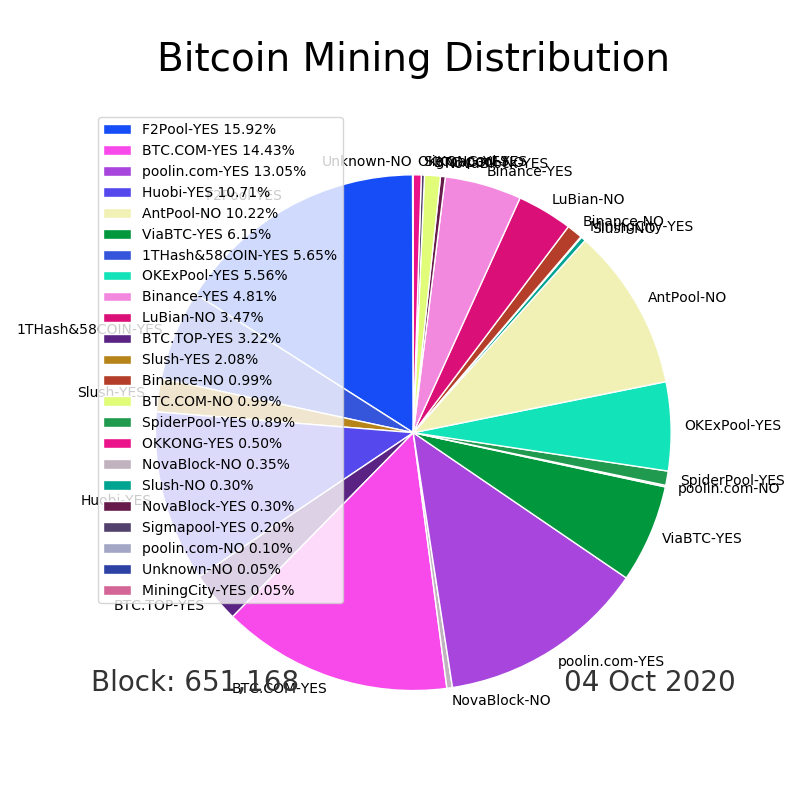 Bitcoin Mining Distribution
F2Pool-YES 15.92%
BTC.COM-YES 14.43%
poolin.com-YES 13.05%
Huobi-YES 10.71%
AntPool-NO 10.22%
ViaBTC-YES 6.15%
1THash&58COIN-YES 5.65%
OKExPool-YES 5.56%
Binance-YES 4.81%
LuBian-NO 3.47%
BTC.TOP-YES 3.22%
Slush-YES 2.08%
Binance-NO 0.99%
BTC.COM-NO 0.99%
SpiderPool-YES 0.89%
OKKONG-YES 0.50%
NovaBlock-NO 0.35%
Slush-NO 0.30%
NovaBlock-YES 0.30%
Sigmapool-YES 0.20%
poolin.com-NO 0.10%
Unknown-NO 0.05%
MiningCity-YES 0.05%
Unknown-NO
Binance-YES
LuBian-NO
Binance-NO
MiningCity-YES
Slush-NO
AntPool-NO
OKExPool-YES
SpiderPool-YES
poolin.com-NO
ViaBTC-YES
poolin.com-YES
NovaBlock-NO
BTC.COM-YES
BTC.TOP-YES
Huobi-YES
Slush-YES
1THash&58COIN-YES
F2Pool-YES
Block: 651,168
04 Oct 2020